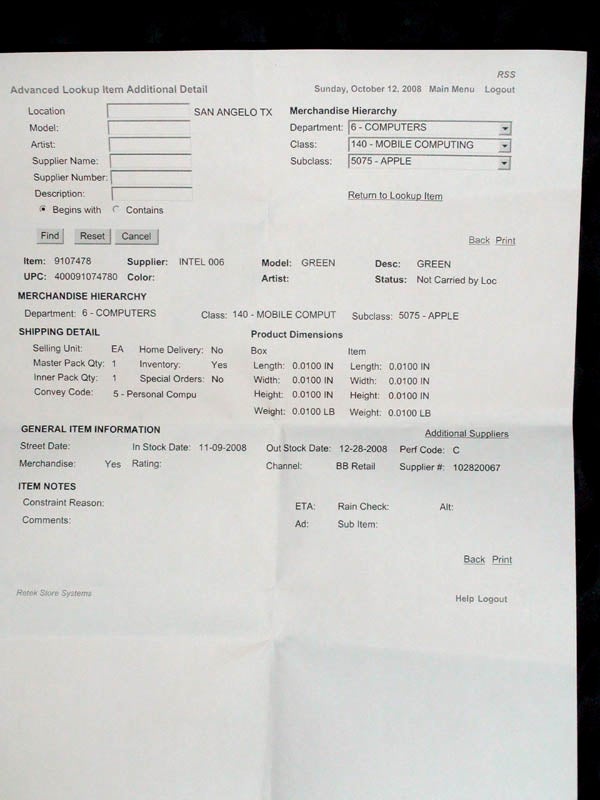 RSS
Advanced Lookup Item Additional Detail Sunday, October 12, 2008 Main Menu Logout
Location SAN ANGELO TX Merchandise Hierarchy
Model: Department: 6 - COMPUTERS
Artist: Class: 140 - MOBILE COMPUTING
Supplier Name: Subclass: 5075 - APPLE
Supplier Number:
Description: Return to Lookup Item
Begins with Contains
Find Reset Cancel Back Print
Item: 9107478 Supplier: INTEL 006 Model: GREEN Desc: GREEN
UPC: 400091074780 Color: Artist: Status: Not Carried by Loc
MERCHANDISE HIERARCHY
Department: 6 - COMPUTERS Class: 140 - MOBILE COMPUT Subclass: 5075 - APPLE
SHIPPING DETAIL Product Dimensions
Selling Unit: EA Home Delivery: No Box Item
Master Pack Qty: 1 Inventory: Yes Length: 0.0100 IN Length: 0.0100 IN
Inner Pack Qty: 1 Special Orders: No Width: 0.0100 IN Width: 0.0100 IN
Convey Code: 5 - Personal Compu Height: 0.0100 IN Height: 0.0100 IN
Weight: 0.0100 LB Weight: 0.0100 LB
GENERAL ITEM INFORMATION Additional Suppliers
Street Date: In Stock Date: 11-09-2008 Out Stock Date: 12-28-2008 Perf Code: C
Merchandise: Yes Rating: Channel: BB Retail Supplier #: 102820067
ITEM NOTES
Constraint Reason: ETA: Rain Check: Alt:
Comments: Ad: Sub Item:
Back Print
Retek Store Systems Help Logout